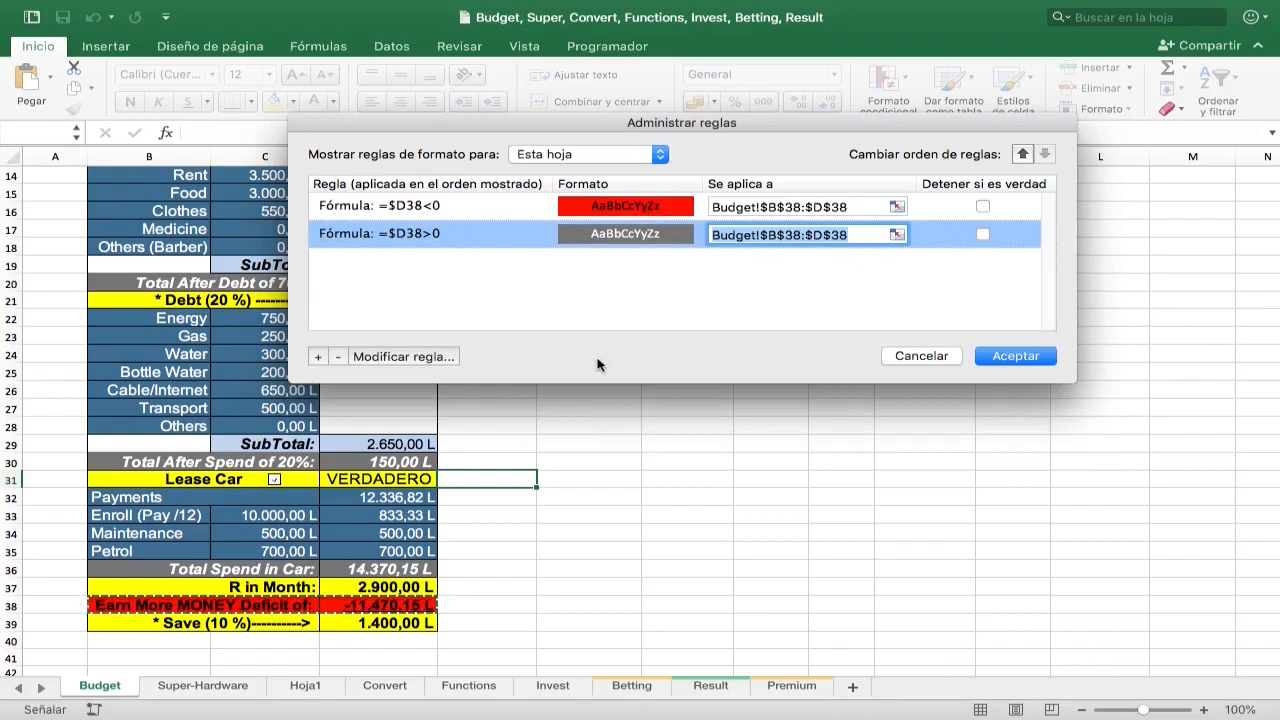 Budget, Super, Convert, Functions, Invest, Betting, Result
Buscar en la hoja
Inicio Insertar Diseño de página Fórmulas Datos Revisar Vista Programador Compartir
Pegar
Calibri (Cuer... 12
N K S
Ajustar texto
Combinar y centrar
General
% 000
Formato
condicional
Dar formato
como tabla
Estilos
de celda
Insertar
Eliminar
Formato
Ordenar
y filtrar
fx
Administrar reglas
Mostrar reglas de formato para: Esta hoja
Cambiar orden de reglas:
Regla (aplicada en el orden mostrado) Formato Se aplica a Detener si es verdad
Fórmula: =$D38<0 AaBbCcYyZz Budget!$B$38:$D$38
Fórmula: =$D38>0 AaBbCcYyZz Budget!$B$38:$D$38
+ - Modificar regla... Cancelar Aceptar
A B C L M N
14 Rent 3.500,
15 Food 3.000,
16 Clothes 550,
17 Medicine 0,
18 Others (Barber) 0,
19 SubTo
20 Total After Debt of 7
21 * Debt (20 %) ----
22 Energy 750,
23 Gas 250,
24 Water 300,
25 Bottle Water 200,
26 Cable/Internet 650,00 L
27 Transport 500,00 L
28 Others 0,00 L
29 SubTotal: 2.650,00 L
30 Total After Spend of 20%: 150,00 L
31 Lease Car VERDADERO
32 Payments 12.336,82 L
33 Enroll (Pay /12) 10.000,00 L 833,33 L
34 Maintenance 500,00 L 500,00 L
35 Petrol 700,00 L 700,00 L
36 Total Spend In Car: 14.370,15 L
37 R in Month: 2.900,00 L
38 Earn More MONEY Deficit of: -11.470,15 L
39 * Save (10 %)----------> 1.400,00 L
40
41
42
Budget Super-Hardware Hoja1 Convert Functions Invest Betting Result Premium +
Señalar 100%